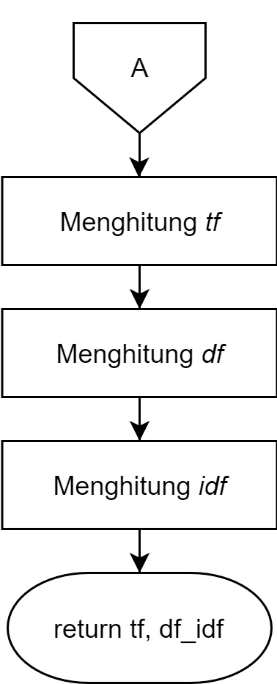 A
Menghitung tf
Menghitung df
Menghitung idf
return tf, df_idf